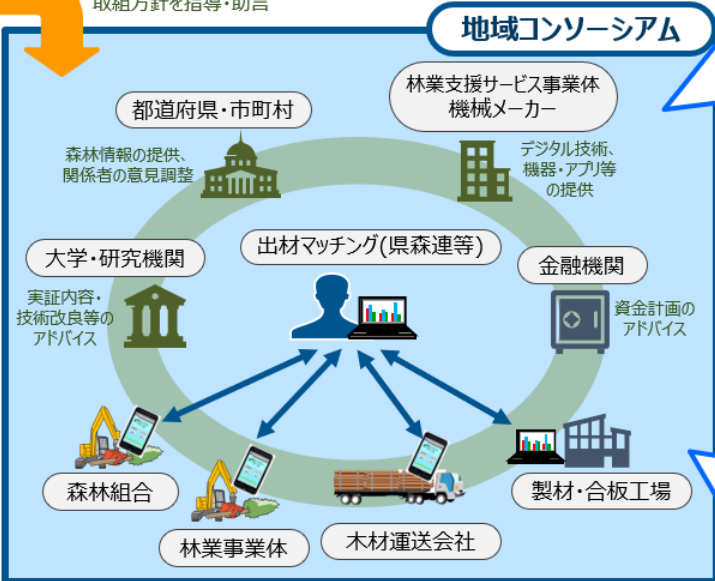 取組方針を指導・助言
地域コンソーシアム
都道府県・市町村
森林情報の提供、
関係者の意見調整
林業支援サービス事業体
機械メーカー
デジタル技術、
機器・アプリ等
の提供
大学・研究機関
実証内容・
技術改良等の
アドバイス
出材マッチング(県森連等)
金融機関
資金計画の
アドバイス
森林組合
林業事業体
木材運送会社
製材・合板工場